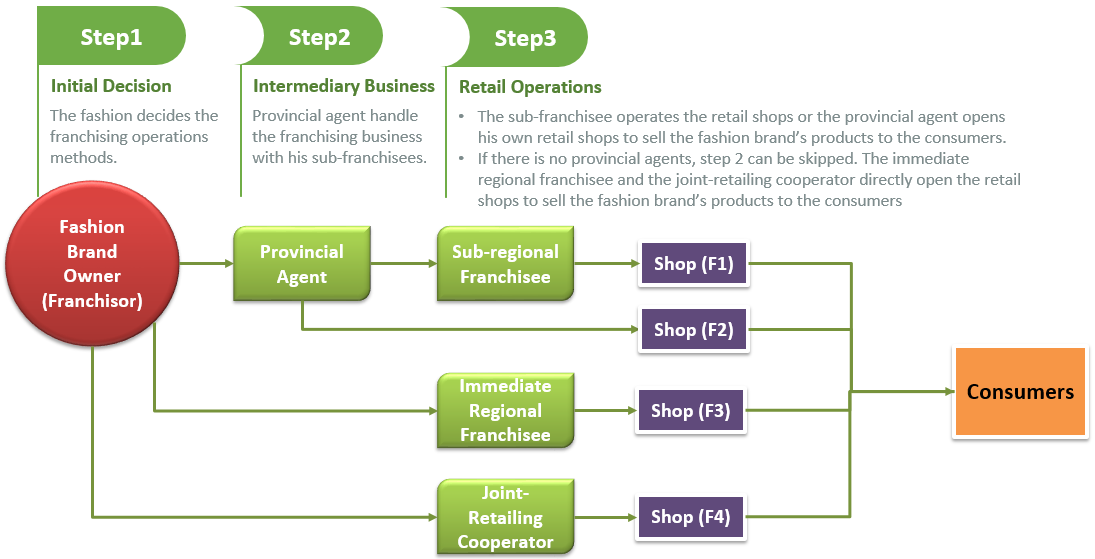 Step1
Step2
Step3
Initial Decision
The fashion decides the
franchising operations
methods.
Intermediary Business
Provincial agent handle
the franchising business
with his sub-franchisees.
Retail Operations
• The sub-franchisee operates the retail shops or the provincial agent opens
his own retail shops to sell the fashion brand’s products to the consumers.
• If there is no provincial agents, step 2 can be skipped. The immediate
regional franchisee and the joint-retailing cooperator directly open the retail
shops to sell the fashion brand’s products to the consumers
Fashion
Brand
Owner
(Franchisor)
Provincial
Agent
Sub-regional
Franchisee
Shop (F1)
Shop (F2)
Immediate
Regional
Franchisee
Shop (F3)
Consumers
Joint-
Retailing
Cooperator
Shop (F4)